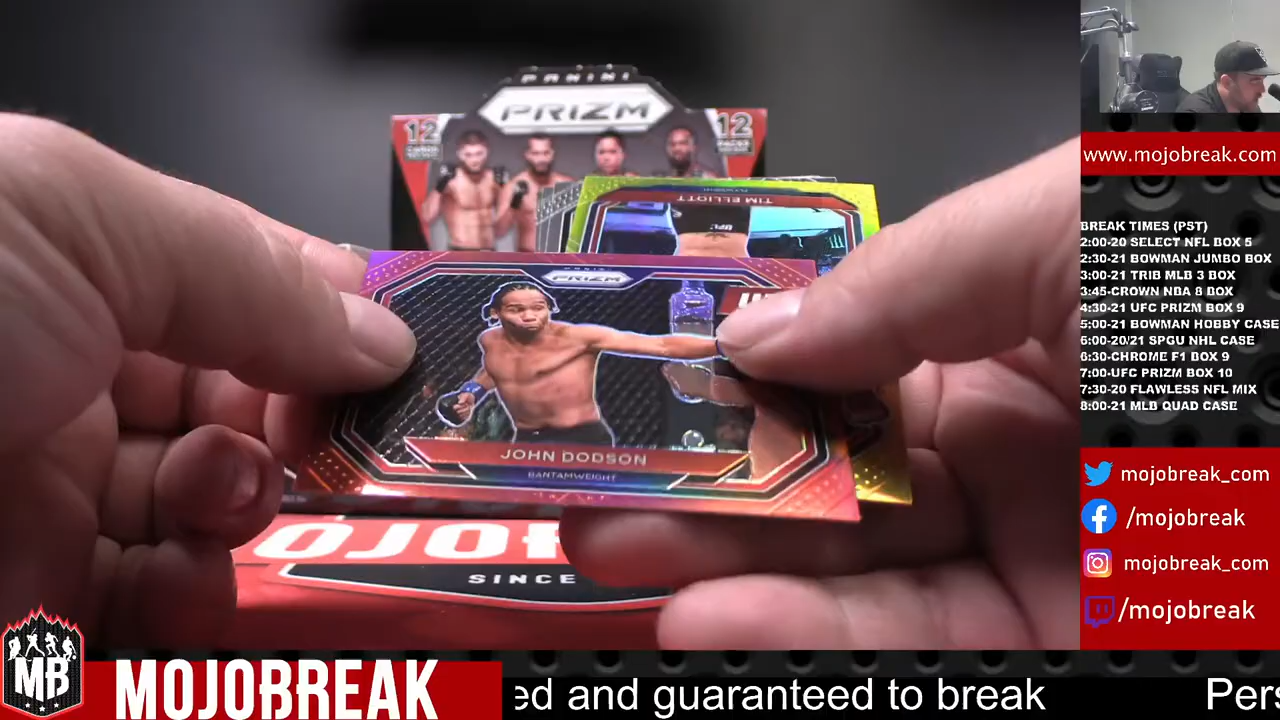 PANINI
PRIZM
12
12
TIM ELLIOTT
PANINI
PRIZM
JOHN DODSON
BANTAMWEIGHT
SINCE
www.mojobreak.com
BREAK TIMES (PST)
2:00-20 SELECT NFL BOX 5
2:30-21 BOWMAN JUMBO BOX
3:00-21 TRIB MLB 3 BOX
3:45-CROWN NBA 8 BOX
4:30-21 UFC PRIZM BOX 9
5:00-21 BOWMAN HOBBY CASE
6:00-20/21 SPGU NHL CASE
6:30-CHROME F1 BOX 9
7:00-UFC PRIZM BOX 10
7:30-20 FLAWLESS NFL MIX
8:00-21 MLB QUAD CASE
mojobreak_com
/mojobreak
mojobreak_com
/mojobreak
MB
MOJOBREAK
ed and guaranteed to break Pers